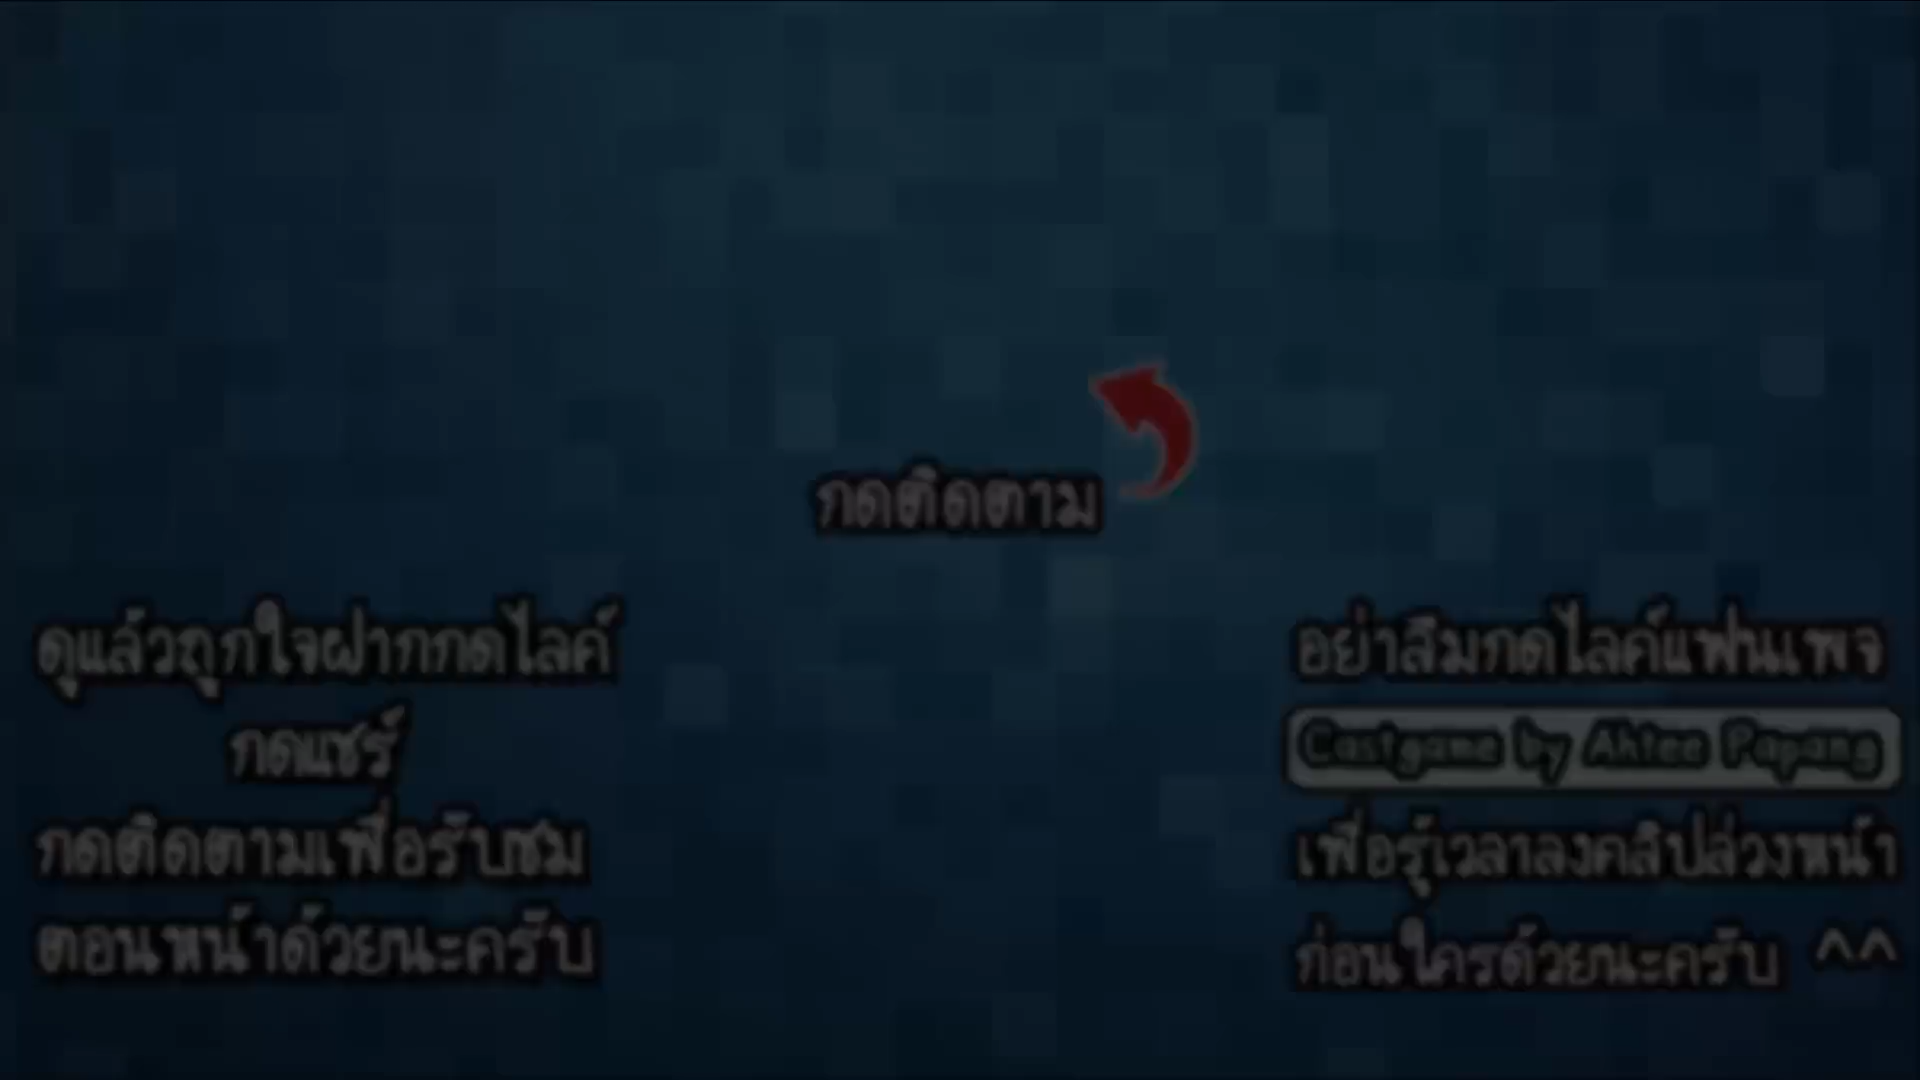 กดติดตาม
ดูแล้วถูกใจฝากกดไลค์
กดแชร์
กดติดตามเพื่อรับชม
ตอนหน้าด้วยนะครับ
อย่าลืมกดไลค์แฟนเพจ
Castgame by Ahtee Papang
เพื่อรู้เวลาลงคลิปล่วงหน้า
ก่อนใครด้วยนะครับ ^^